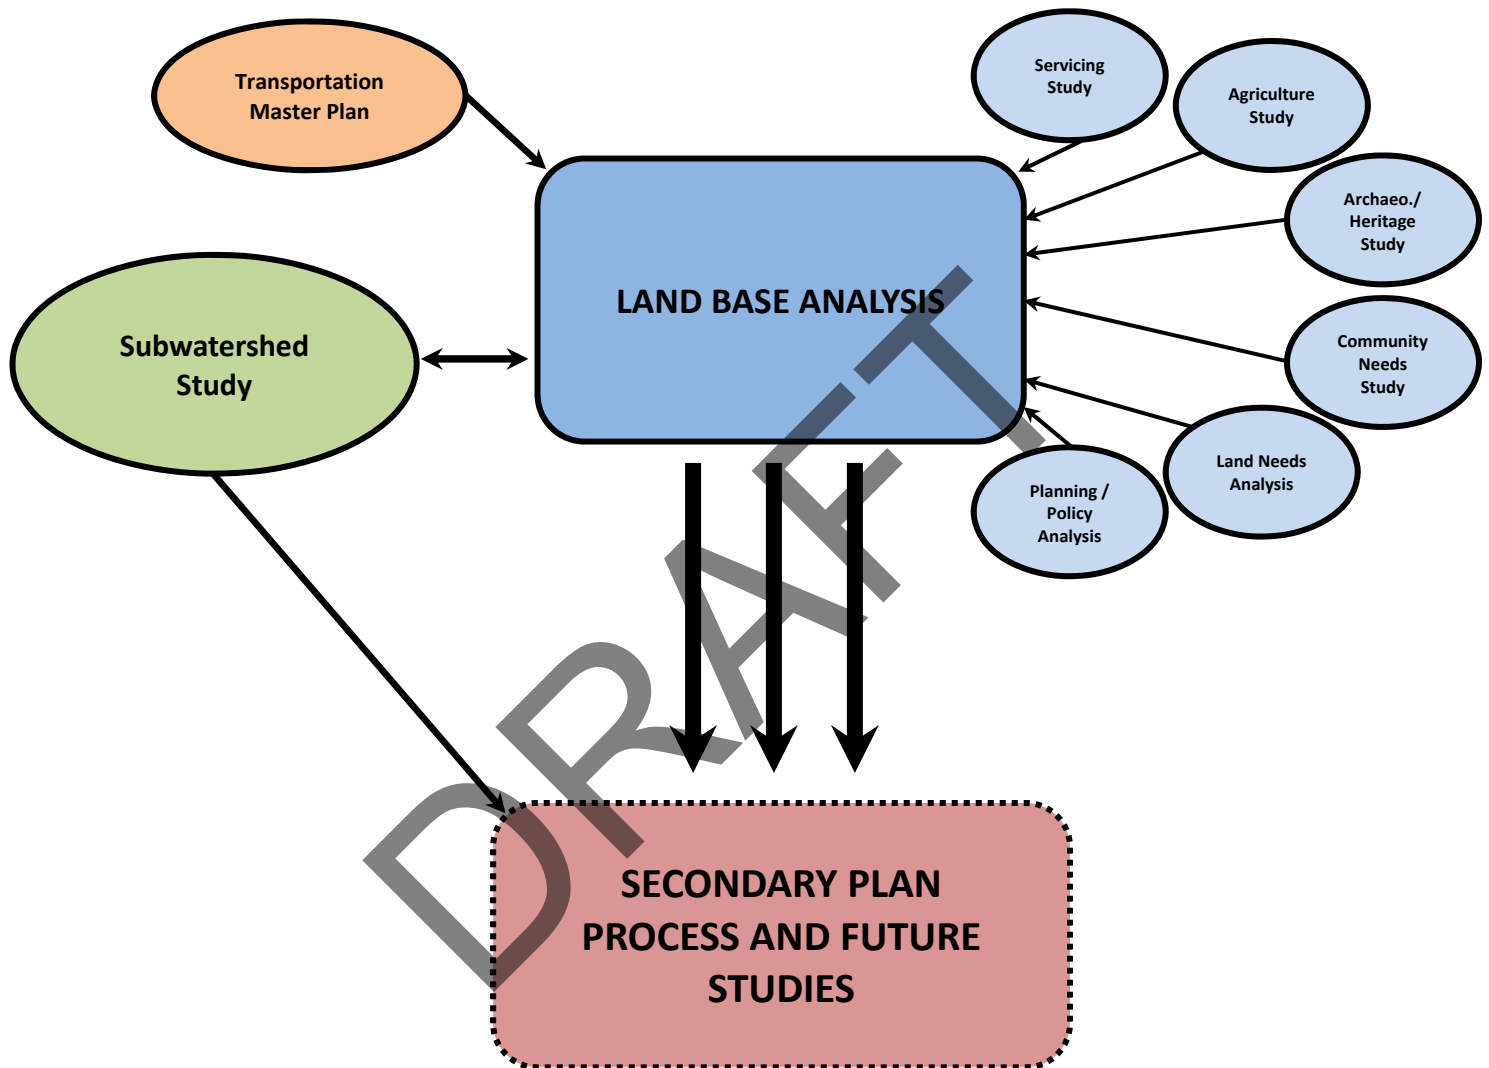 Transportation
Master Plan
Servicing
Study
Agriculture
Study
Archaeo./
Heritage
Study
LAND BASE ANALYSIS
Subwatershed
Study
Community
Needs
Study
Land Needs
Analysis
Planning /
Policy
Analysis
DRAFT
SECONDARY PLAN
PROCESS AND FUTURE
STUDIES